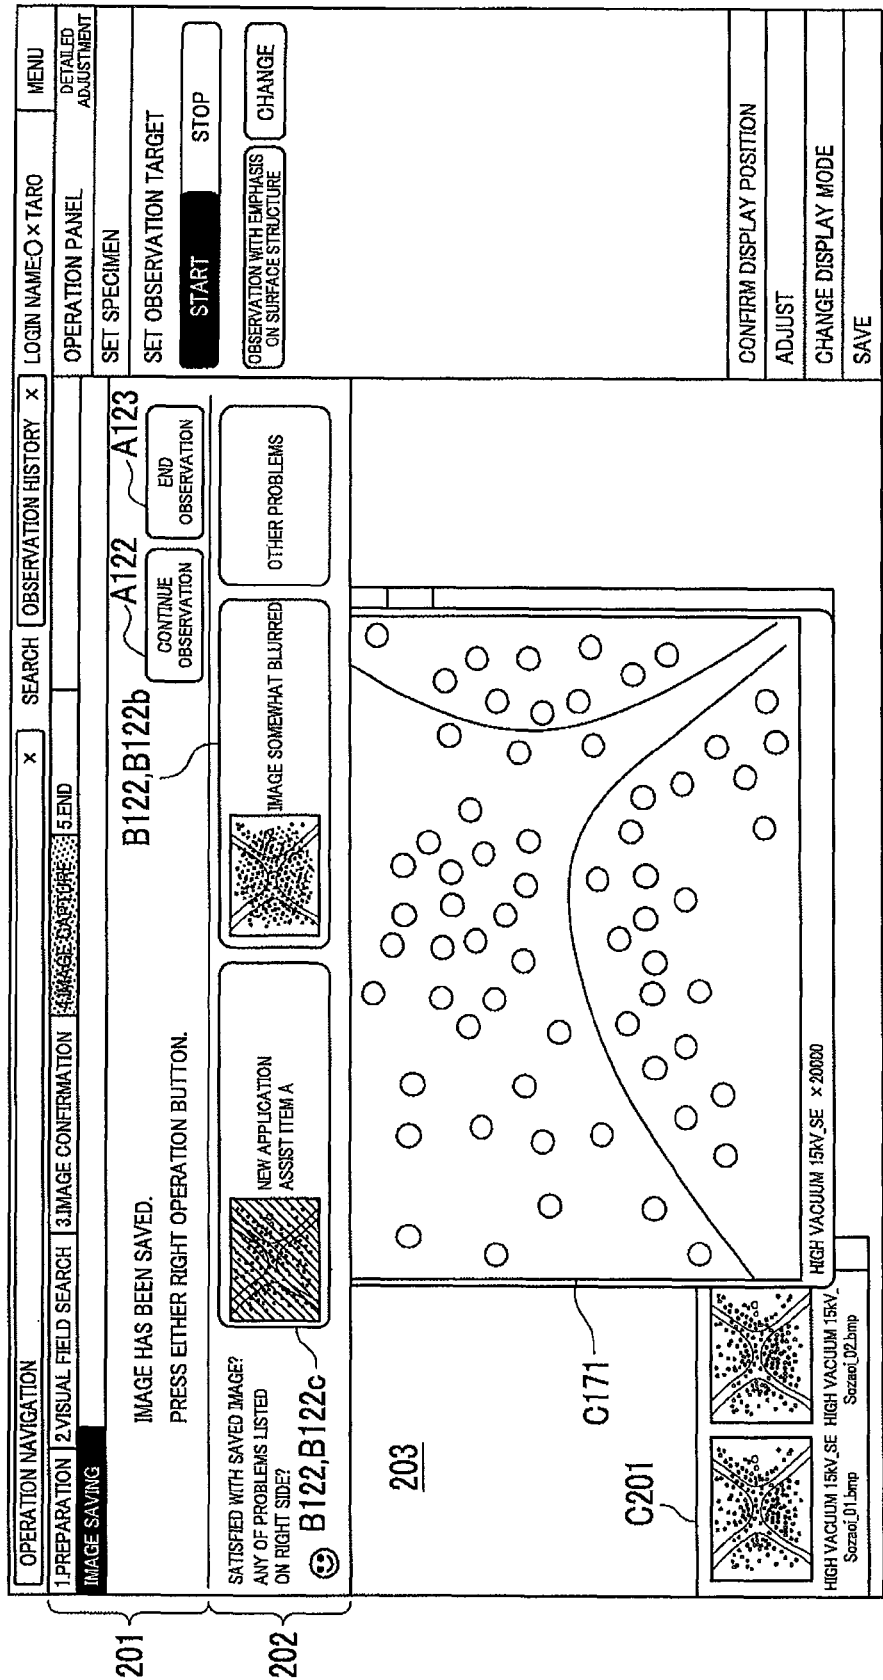 OPERATION NAVIGATION
×
SEARCH
OBSERVATION HISTORY
×
LOGIN NAME:O×TARO
MENU
1.PREPARATION
2.VISUAL FIELD SEARCH
3.IMAGE CONFIRMATION
4.IMAGE CAPTURE
5.END
OPERATION PANEL
DETAILED
ADJUSTMENT
IMAGE SAVING
SET SPECIMEN
201
IMAGE HAS BEEN SAVED.
PRESS EITHER RIGHT OPERATION BUTTON.
B122,B122b
A122
CONTINUE
OBSERVATION
A123
END
OBSERVATION
SET OBSERVATION TARGET
START
STOP
202
SATISFIED WITH SAVED IMAGE?
ANY OF PROBLEMS LISTED
ON RIGHT SIDE?
B122,B122c
NEW APPLICATION
ASSIST ITEM A
IMAGE SOMEWHAT BLURRED
OTHER PROBLEMS
OBSERVATION WITH EMPHASIS
ON SURFACE STRUCTURE
CHANGE
203
C171
C201
HIGH VACUUM 15kV_SE
Sozaoj_01.bmp
HIGH VACUUM 15kV_
Sozaoj_02.bmp
HIGH VACUUM 15kV_SE ×20000
CONFIRM DISPLAY POSITION
ADJUST
CHANGE DISPLAY MODE
SAVE